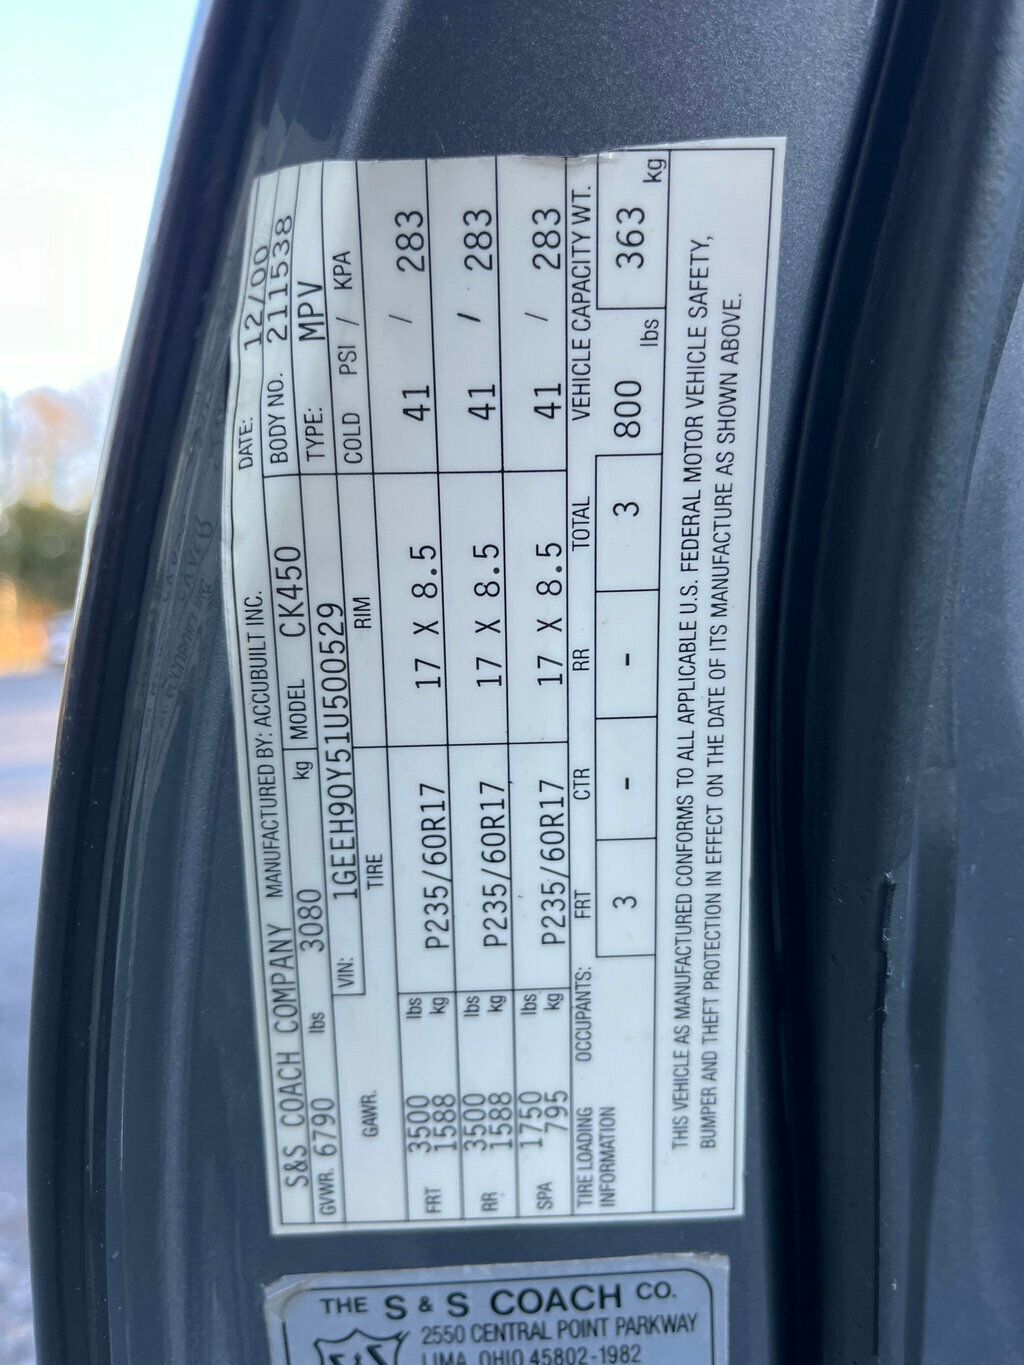 S&S COACH COMPANY MANUFACTURED BY: ACCUBUILT INC. DATE: 12/00
GVWR. 6790 lbs 3080 kg MODEL CK450 BODY NO. 211538
VIN: 1GEEH90Y51U500529 TYPE: MPV
GAWR. TIRE RIM COLD PSI / KPA
FRT 3500 lbs P235/60R17 17 X 8.5 41 / 283
1588 kg
RR 3500 lbs P235/60R17 17 X 8.5 41 / 283
1588 kg
SPA 1750 lbs P235/60R17 17 X 8.5 41 / 283
795 kg
TIRE LOADING OCCUPANTS: FRT CTR RR TOTAL VEHICLE CAPACITY WT.
INFORMATION 3 - - 3 800 lbs 363 kg
THIS VEHICLE AS MANUFACTURED CONFORMS TO ALL APPLICABLE U.S. FEDERAL MOTOR VEHICLE SAFETY,
BUMPER AND THEFT PROTECTION IN EFFECT ON THE DATE OF ITS MANUFACTURE AS SHOWN ABOVE.
THE S & S COACH CO.
2550 CENTRAL POINT PARKWAY
LIMA, OHIO 45802-1982